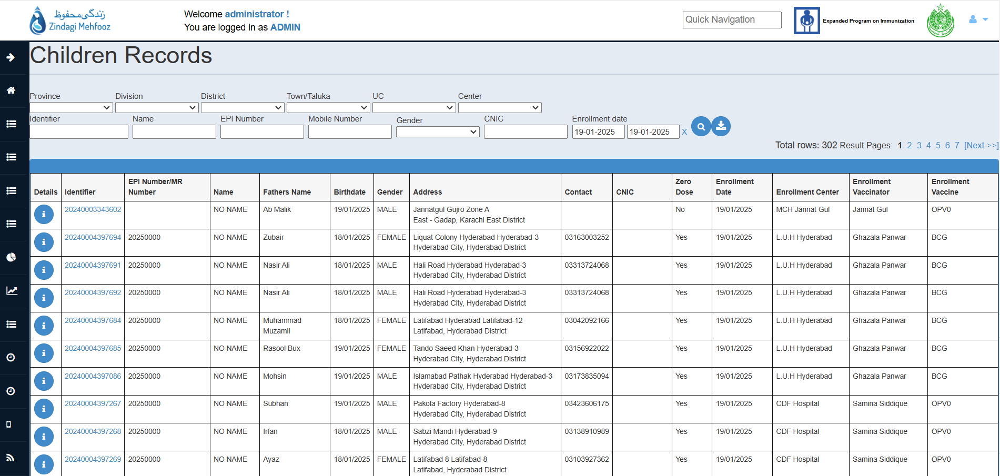 زندگی محفوظ
Zindagi Mehfooz
Welcome administrator !
You are logged in as ADMIN
Quick Navigation
Expanded Program on Immunization
Children Records
Province Division District Town/Taluka UC Center
Identifier Name EPI Number Mobile Number Gender CNIC Enrollment date
19-01-2025 19-01-2025 X
Total rows: 302 Result Pages: 1 2 3 4 5 6 7 [Next >>]
Details Identifier EPI Number/MR Number Name Fathers Name Birthdate Gender Address Contact CNIC Zero Dose Enrollment Date Enrollment Center Enrollment Vaccinator Enrollment Vaccine
20240003343602 NO NAME Ab Malik 19/01/2025 MALE Jannatgul Gujro Zone A No 19/01/2025 MCH Jannat Gul Jannat Gul OPV0
East - Gadap, Karachi East District
20240004397694 20250000 NO NAME Zubair 18/01/2025 FEMALE Liquat Colony Hyderabad Hyderabad-3 03163003252 Yes 19/01/2025 L.U.H Hyderabad Ghazala Panwar BCG
Hyderabad City, Hyderabad District
20240004397691 20250000 NO NAME Nasir Ali 18/01/2025 MALE Hali Road Hyderabad Hyderabad-3 03313724068 Yes 19/01/2025 L.U.H Hyderabad Ghazala Panwar BCG
Hyderabad City, Hyderabad District
20240004397692 20250000 NO NAME Nasir Ali 18/01/2025 MALE Hali Road Hyderabad Hyderabad-3 03313724068 Yes 19/01/2025 L.U.H Hyderabad Ghazala Panwar BCG
Hyderabad City, Hyderabad District
20240004397684 20250000 NO NAME Muhammad 18/01/2025 FEMALE Latifabad Hyderabad Latifabad-12 03042092166 Yes 19/01/2025 L.U.H Hyderabad Ghazala Panwar BCG
Muzamil Latifabad, Hyderabad District
20240004397685 20250000 NO NAME Rasool Bux 19/01/2025 FEMALE Tando Saeed Khan Hyderabad-3 03156922022 Yes 19/01/2025 L.U.H Hyderabad Ghazala Panwar BCG
Hyderabad City, Hyderabad District
20240004397086 20250000 NO NAME Mohsin 19/01/2025 MALE Islamabad Pathak Hyderabad Hyderabad-3 03173835094 Yes 19/01/2025 L.U.H Hyderabad Ghazala Panwar BCG
Hyderabad City, Hyderabad District
20240004397267 20250000 NO NAME Subhan 19/01/2025 MALE Pakola Factory Hyderabad-8 03423606175 Yes 19/01/2025 CDF Hospital Samina Siddique OPV0
Hyderabad City, Hyderabad District
20240004397268 20250000 NO NAME Irfan 18/01/2025 MALE Sabzi Mandi Hyderabad-9 03138910989 Yes 19/01/2025 CDF Hospital Samina Siddique OPV0
Hyderabad City, Hyderabad District
20240004397269 20250000 NO NAME Ayaz 18/01/2025 FEMALE Latifabad 8 Latifabad-8 03103927362 Yes 19/01/2025 CDF Hospital Samina Siddique OPV0
Latifabad, Hyderabad District